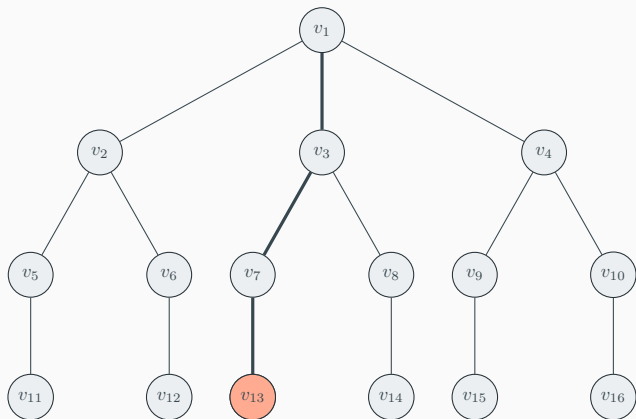 v₁
v₂ v₃ v₄
v₅ v₆ v₇ v₈ v₉ v₁₀
v₁₁ v₁₂ v₁₃ v₁₄ v₁₅ v₁₆